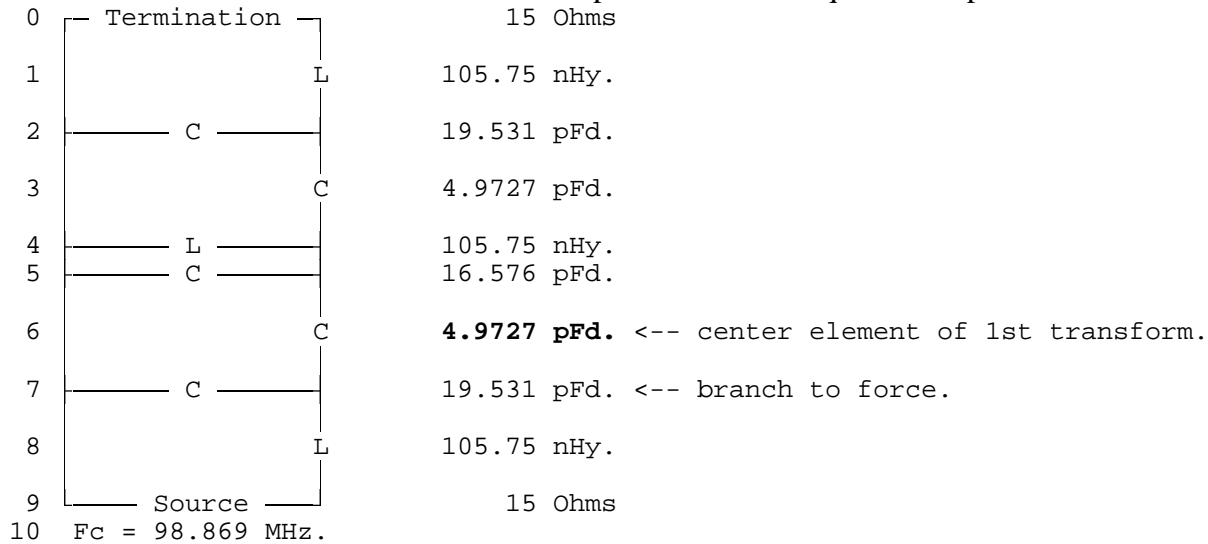 0 Termination 15 Ohms
1 L 105.75 nHy.
2 C 19.531 pFd.
3 C 4.9727 pFd.
4 L 105.75 nHy.
5 C 16.576 pFd.
6 C 4.9727 pFd. <-- center element of 1st transform.
7 C 19.531 pFd. <-- branch to force.
8 L 105.75 nHy.
9 Source 15 Ohms
10 Fc = 98.869 MHz.